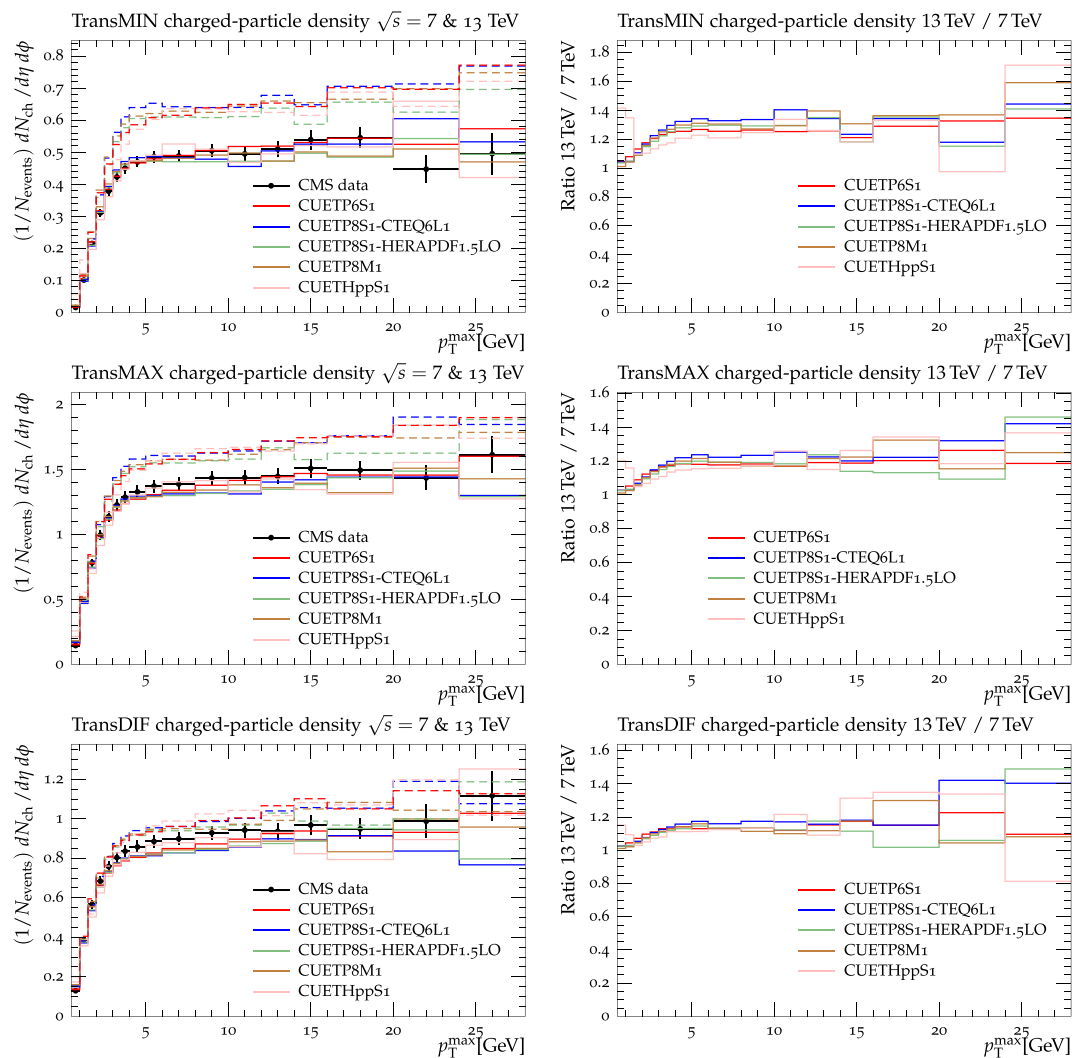 TransMIN charged-particle density √s = 7 & 13 TeV
(1/N_events) dN_ch/dη dϕ
0.8
0.7
0.6
0.5
0.4
0.3
0.2
0.1
0
CMS data
CUETP6S1
CUETP8S1-CTEQ6L1
CUETP8S1-HERAPDF1.5LO
CUETP8M1
CUETHppS1
5 10 15 20 25
p_T^max [GeV]
TransMIN charged-particle density 13 TeV / 7 TeV
Ratio 13 TeV / 7 TeV
1.8
1.6
1.4
1.2
1
0.8
0.6
0.4
0.2
0
CUETP6S1
CUETP8S1-CTEQ6L1
CUETP8S1-HERAPDF1.5LO
CUETP8M1
CUETHppS1
5 10 15 20 25
p_T^max [GeV]
TransMAX charged-particle density √s = 7 & 13 TeV
(1/N_events) dN_ch/dη dϕ
2
1.5
1
0.5
0
CMS data
CUETP6S1
CUETP8S1-CTEQ6L1
CUETP8S1-HERAPDF1.5LO
CUETP8M1
CUETHppS1
5 10 15 20 25
p_T^max [GeV]
TransMAX charged-particle density 13 TeV / 7 TeV
Ratio 13 TeV / 7 TeV
1.6
1.4
1.2
1
0.8
0.6
0.4
0.2
0
CUETP6S1
CUETP8S1-CTEQ6L1
CUETP8S1-HERAPDF1.5LO
CUETP8M1
CUETHppS1
5 10 15 20 25
p_T^max [GeV]
TransDIF charged-particle density √s = 7 & 13 TeV
(1/N_events) dN_ch/dη dϕ
1.2
1
0.8
0.6
0.4
0.2
0
CMS data
CUETP6S1
CUETP8S1-CTEQ6L1
CUETP8S1-HERAPDF1.5LO
CUETP8M1
CUETHppS1
5 10 15 20 25
p_T^max [GeV]
TransDIF charged-particle density 13 TeV / 7 TeV
Ratio 13 TeV / 7 TeV
1.6
1.4
1.2
1
0.8
0.6
0.4
0.2
0
CUETP6S1
CUETP8S1-CTEQ6L1
CUETP8S1-HERAPDF1.5LO
CUETP8M1
CUETHppS1
5 10 15 20 25
p_T^max [GeV]